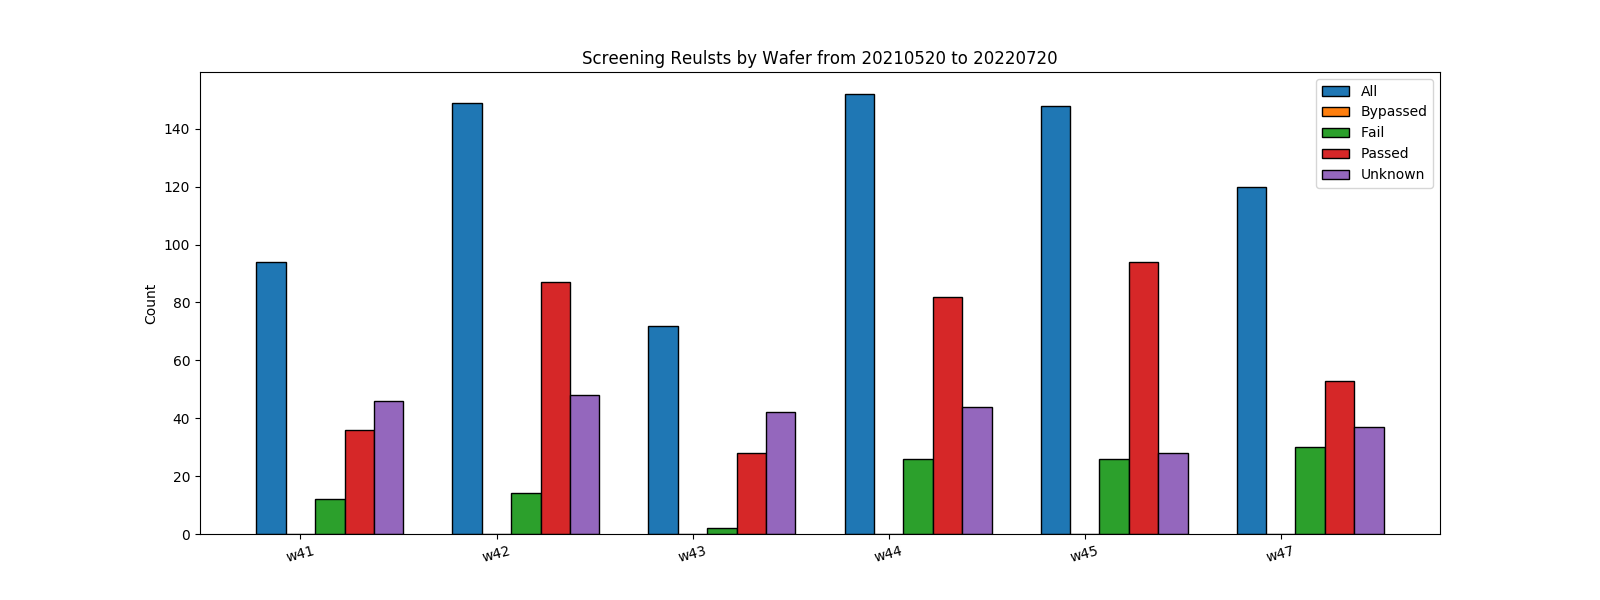 Screening Reulsts by Wafer from 20210520 to 20220720
All
Bypassed
Fail
Passed
Unknown
Count
140
120
100
80
60
40
20
0
w41
w42
w43
w44
w45
w47